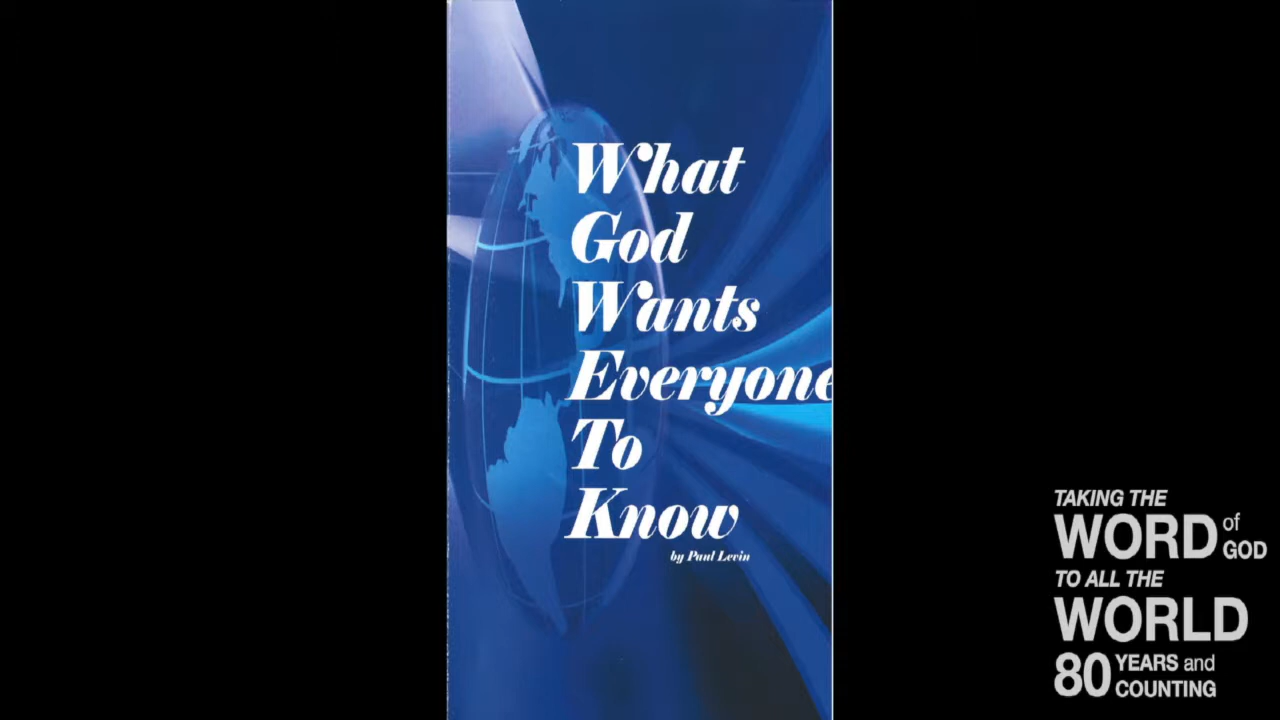 What
God
Wants
Everyone
To
Know
by Paul Levin
TAKING THE
WORD of GOD
TO ALL THE
WORLD
80 YEARS and COUNTING